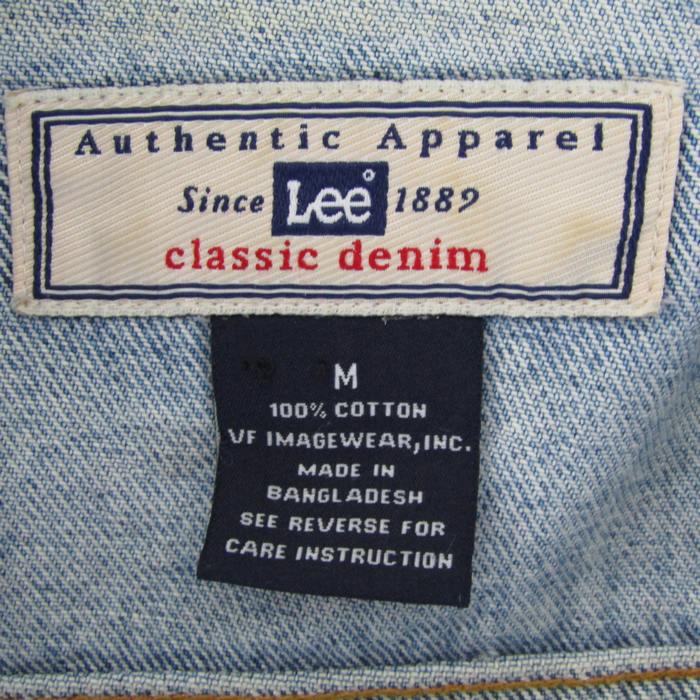 Authentic Apparel
Since Lee® 1889
classic denim
M
100% COTTON
VF IMAGEWEAR, INC.
MADE IN
BANGLADESH
SEE REVERSE FOR
CARE INSTRUCTION